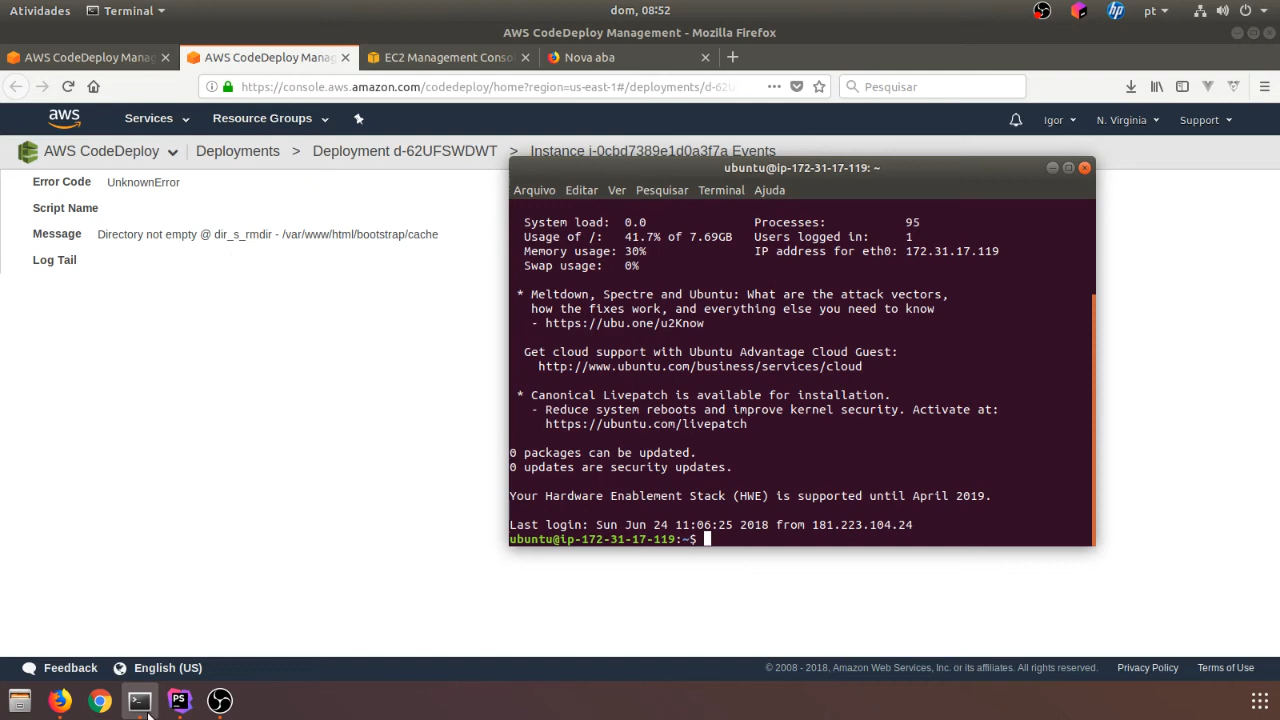 Atividades
Terminal
dom, 08:52
pt
AWS CodeDeploy Management - Mozilla Firefox
AWS CodeDeploy Manag
AWS CodeDeploy Manag
EC2 Management Conso
Nova aba
https://console.aws.amazon.com/codedeploy/home?region=us-east-1#/deployments/d-62U
Pesquisar
aws
Services
Resource Groups
Igor
N. Virginia
Support
AWS CodeDeploy
Deployments > Deployment d-62UFSWDWT > Instance i-0cbd7389e1d0a3f7a Events
Error Code UnknownError
Script Name
Message Directory not empty @ dir_s_rmdir - /var/www/html/bootstrap/cache
Log Tail
ubuntu@ip-172-31-17-119: ~
Arquivo Editar Ver Pesquisar Terminal Ajuda
System load: 0.0 Processes: 95
Usage of /: 41.7% of 7.69GB Users logged in: 1
Memory usage: 30% IP address for eth0: 172.31.17.119
Swap usage: 0%
* Meltdown, Spectre and Ubuntu: What are the attack vectors,
how the fixes work, and everything else you need to know
- https://ubu.one/u2Know
Get cloud support with Ubuntu Advantage Cloud Guest:
http://www.ubuntu.com/business/services/cloud
* Canonical Livepatch is available for installation.
- Reduce system reboots and improve kernel security. Activate at:
https://ubuntu.com/livepatch
0 packages can be updated.
0 updates are security updates.
Your Hardware Enablement Stack (HWE) is supported until April 2019.
Last login: Sun Jun 24 11:06:25 2018 from 181.223.104.24
ubuntu@ip-172-31-17-119:~$
Feedback
English (US)
© 2008 - 2018, Amazon Web Services, Inc. or its affiliates. All rights reserved.
Privacy Policy
Terms of Use
PS